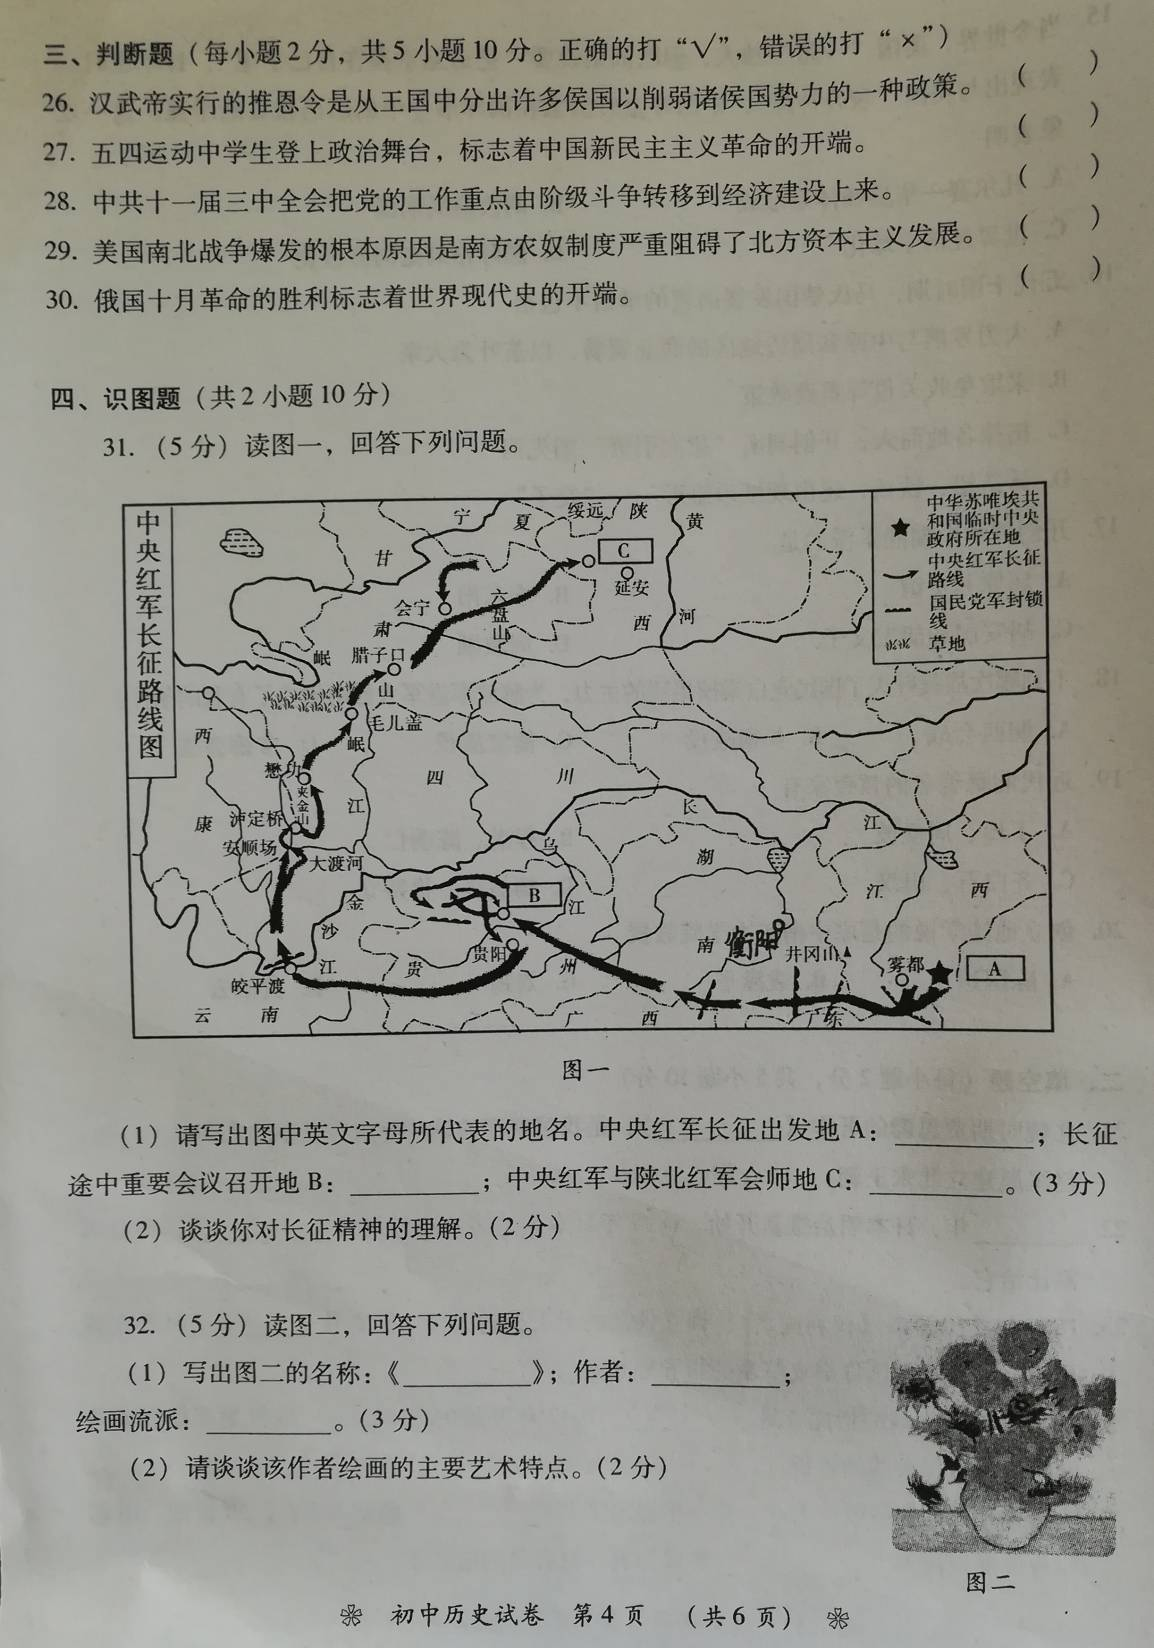 三、判断题（每小题2分，共5小题10分。正确的打“√”，错误的打“×”）
26. 汉武帝实行的推恩令是从王国中分出许多侯国以削弱诸侯国势力的一种政策。（　　）
27. 五四运动中学生登上政治舞台，标志着中国新民主主义革命的开端。（　　）
28. 中共十一届三中全会把党的工作重点由阶级斗争转移到经济建设上来。（　　）
29. 美国南北战争爆发的根本原因是南方农奴制度严重阻碍了北方资本主义发展。（　　）
30. 俄国十月革命的胜利标志着世界现代史的开端。（　　）
四、识图题（共2小题10分）
31.（5分）读图一，回答下列问题。
中央红军长征路线图
中华苏唯埃共
和国临时中央
政府所在地
中央红军长征
路线
国民党军封锁
线
草地
宁
夏
绥远
陕
黄
甘
C
延安
会宁
六盘山
西
河
肃
岷
腊子口
山
毛儿盖
岷
西
懋功
四
川
夹金山
江
长
江
康
泸定桥
安顺场
大渡河
乌
湖
金
B
江
江
西
沙
贵阳
南
衡阳
井冈山
雾都
A
江
贵
州
皎平渡
云
南
广
西
广东
图一
（1）请写出图中英文字母所代表的地名。中央红军长征出发地A：________；长征
途中重要会议召开地B：________；中央红军与陕北红军会师地C：________。（3分）
（2）谈谈你对长征精神的理解。（2分）
32.（5分）读图二，回答下列问题。
（1）写出图二的名称：《________》；作者：________；
绘画流派：________。（3分）
（2）请谈谈该作者绘画的主要艺术特点。（2分）
图二
初中历史试卷　第4页　（共6页）